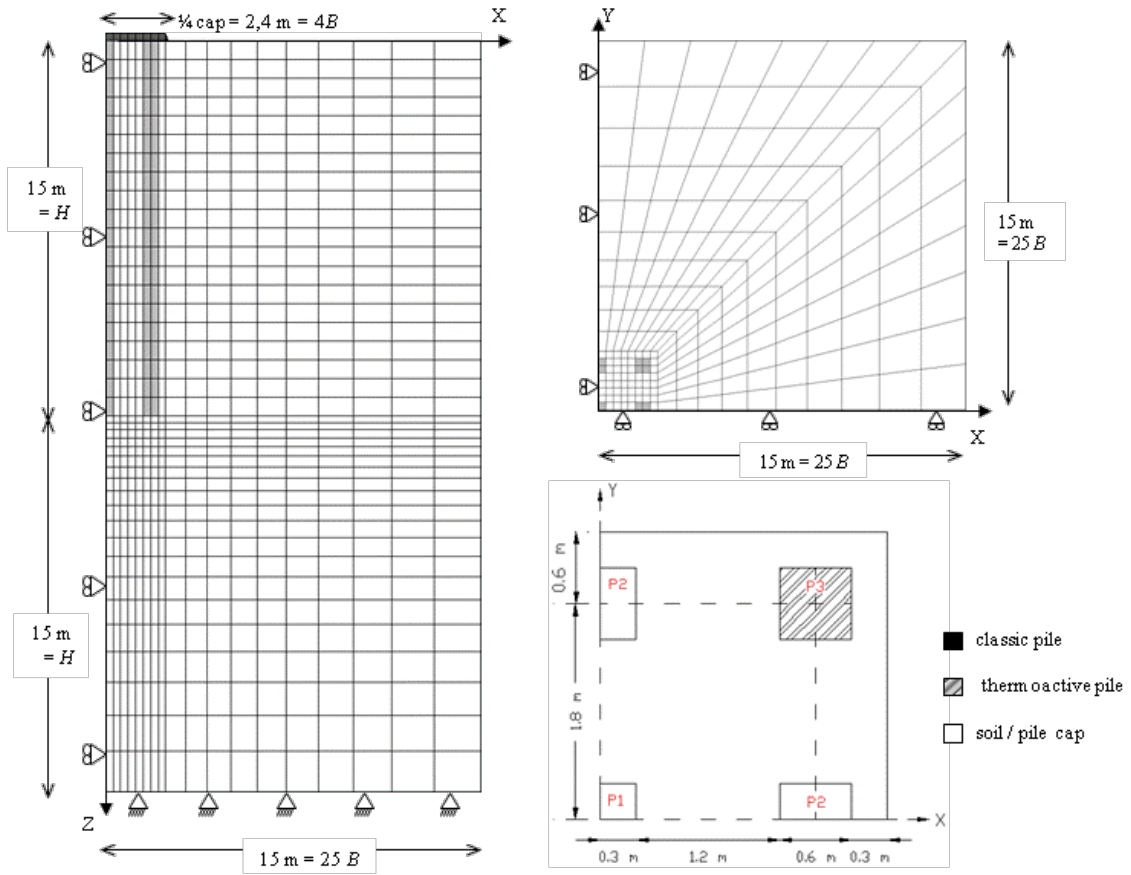 ¼ cap = 2,4 m = 4B
X
15 m
= H
15 m
= H
Z
15 m = 25 B
Y
15 m
= 25 B
X
15 m = 25 B
Y
0.6 m
P2
P3
1.8 m
P1
P2
X
0.3 m
1.2 m
0.6 m
0.3 m
classic pile
thermoactive pile
soil / pile cap